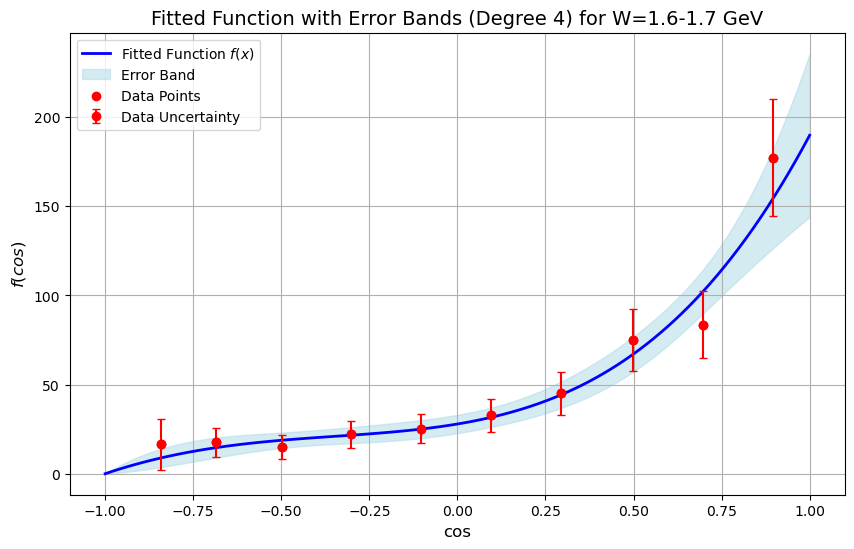 Fitted Function with Error Bands (Degree 4) for W=1.6-1.7 GeV
Fitted Function f(x)
Error Band
Data Points
Data Uncertainty
f(cos)
200
150
100
50
0
−1.00 −0.75 −0.50 −0.25 0.00 0.25 0.50 0.75 1.00
cos